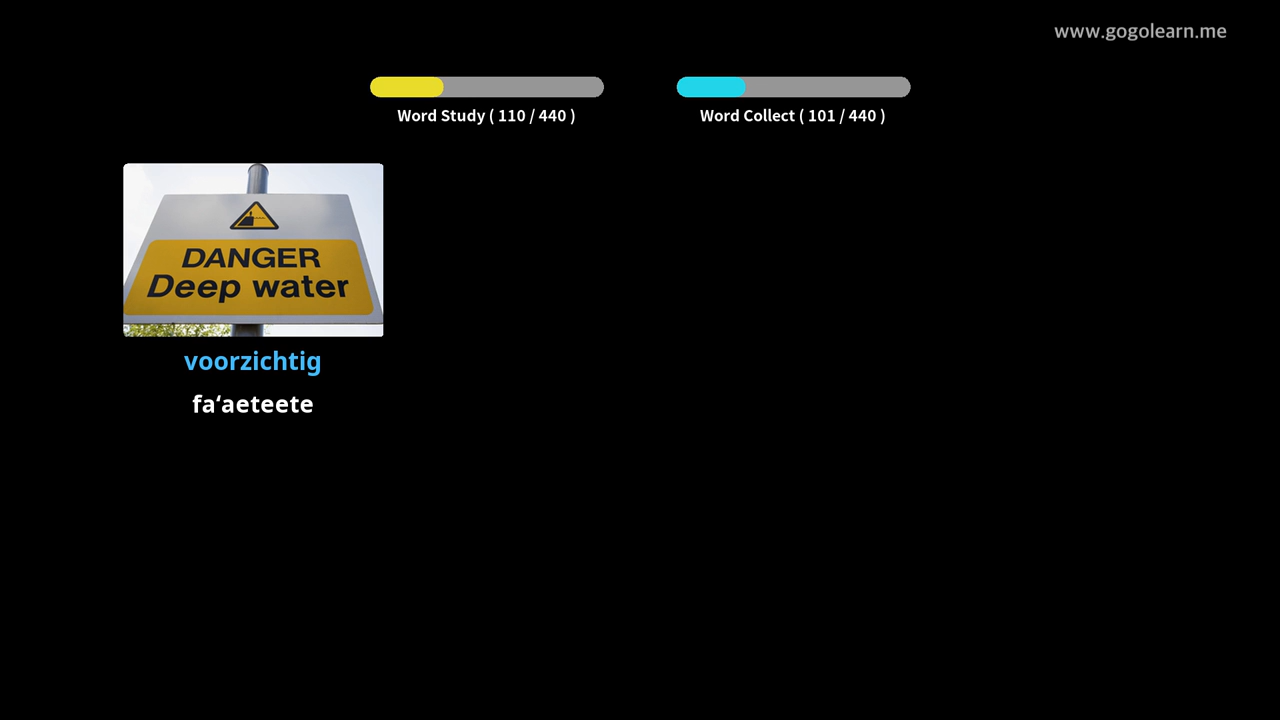 www.gogolearn.me
Word Study ( 110 / 440 )
Word Collect ( 101 / 440 )
DANGER
Deep water
voorzichtig
fa‘aeteete